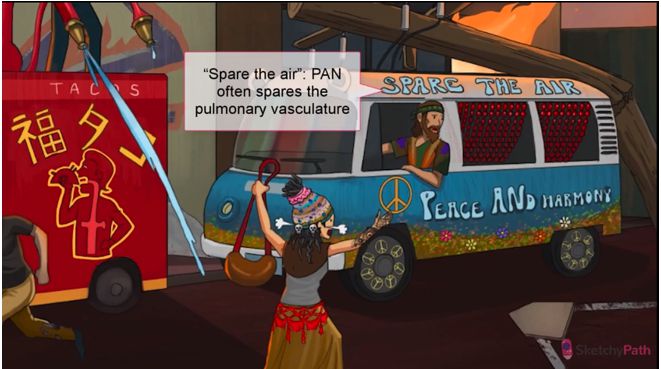 TACOS
福タコ
"Spare the air": PAN
often spares the
pulmonary vasculature
SPARE THE AIR
PEACE AND HARMONY
SketchyPath